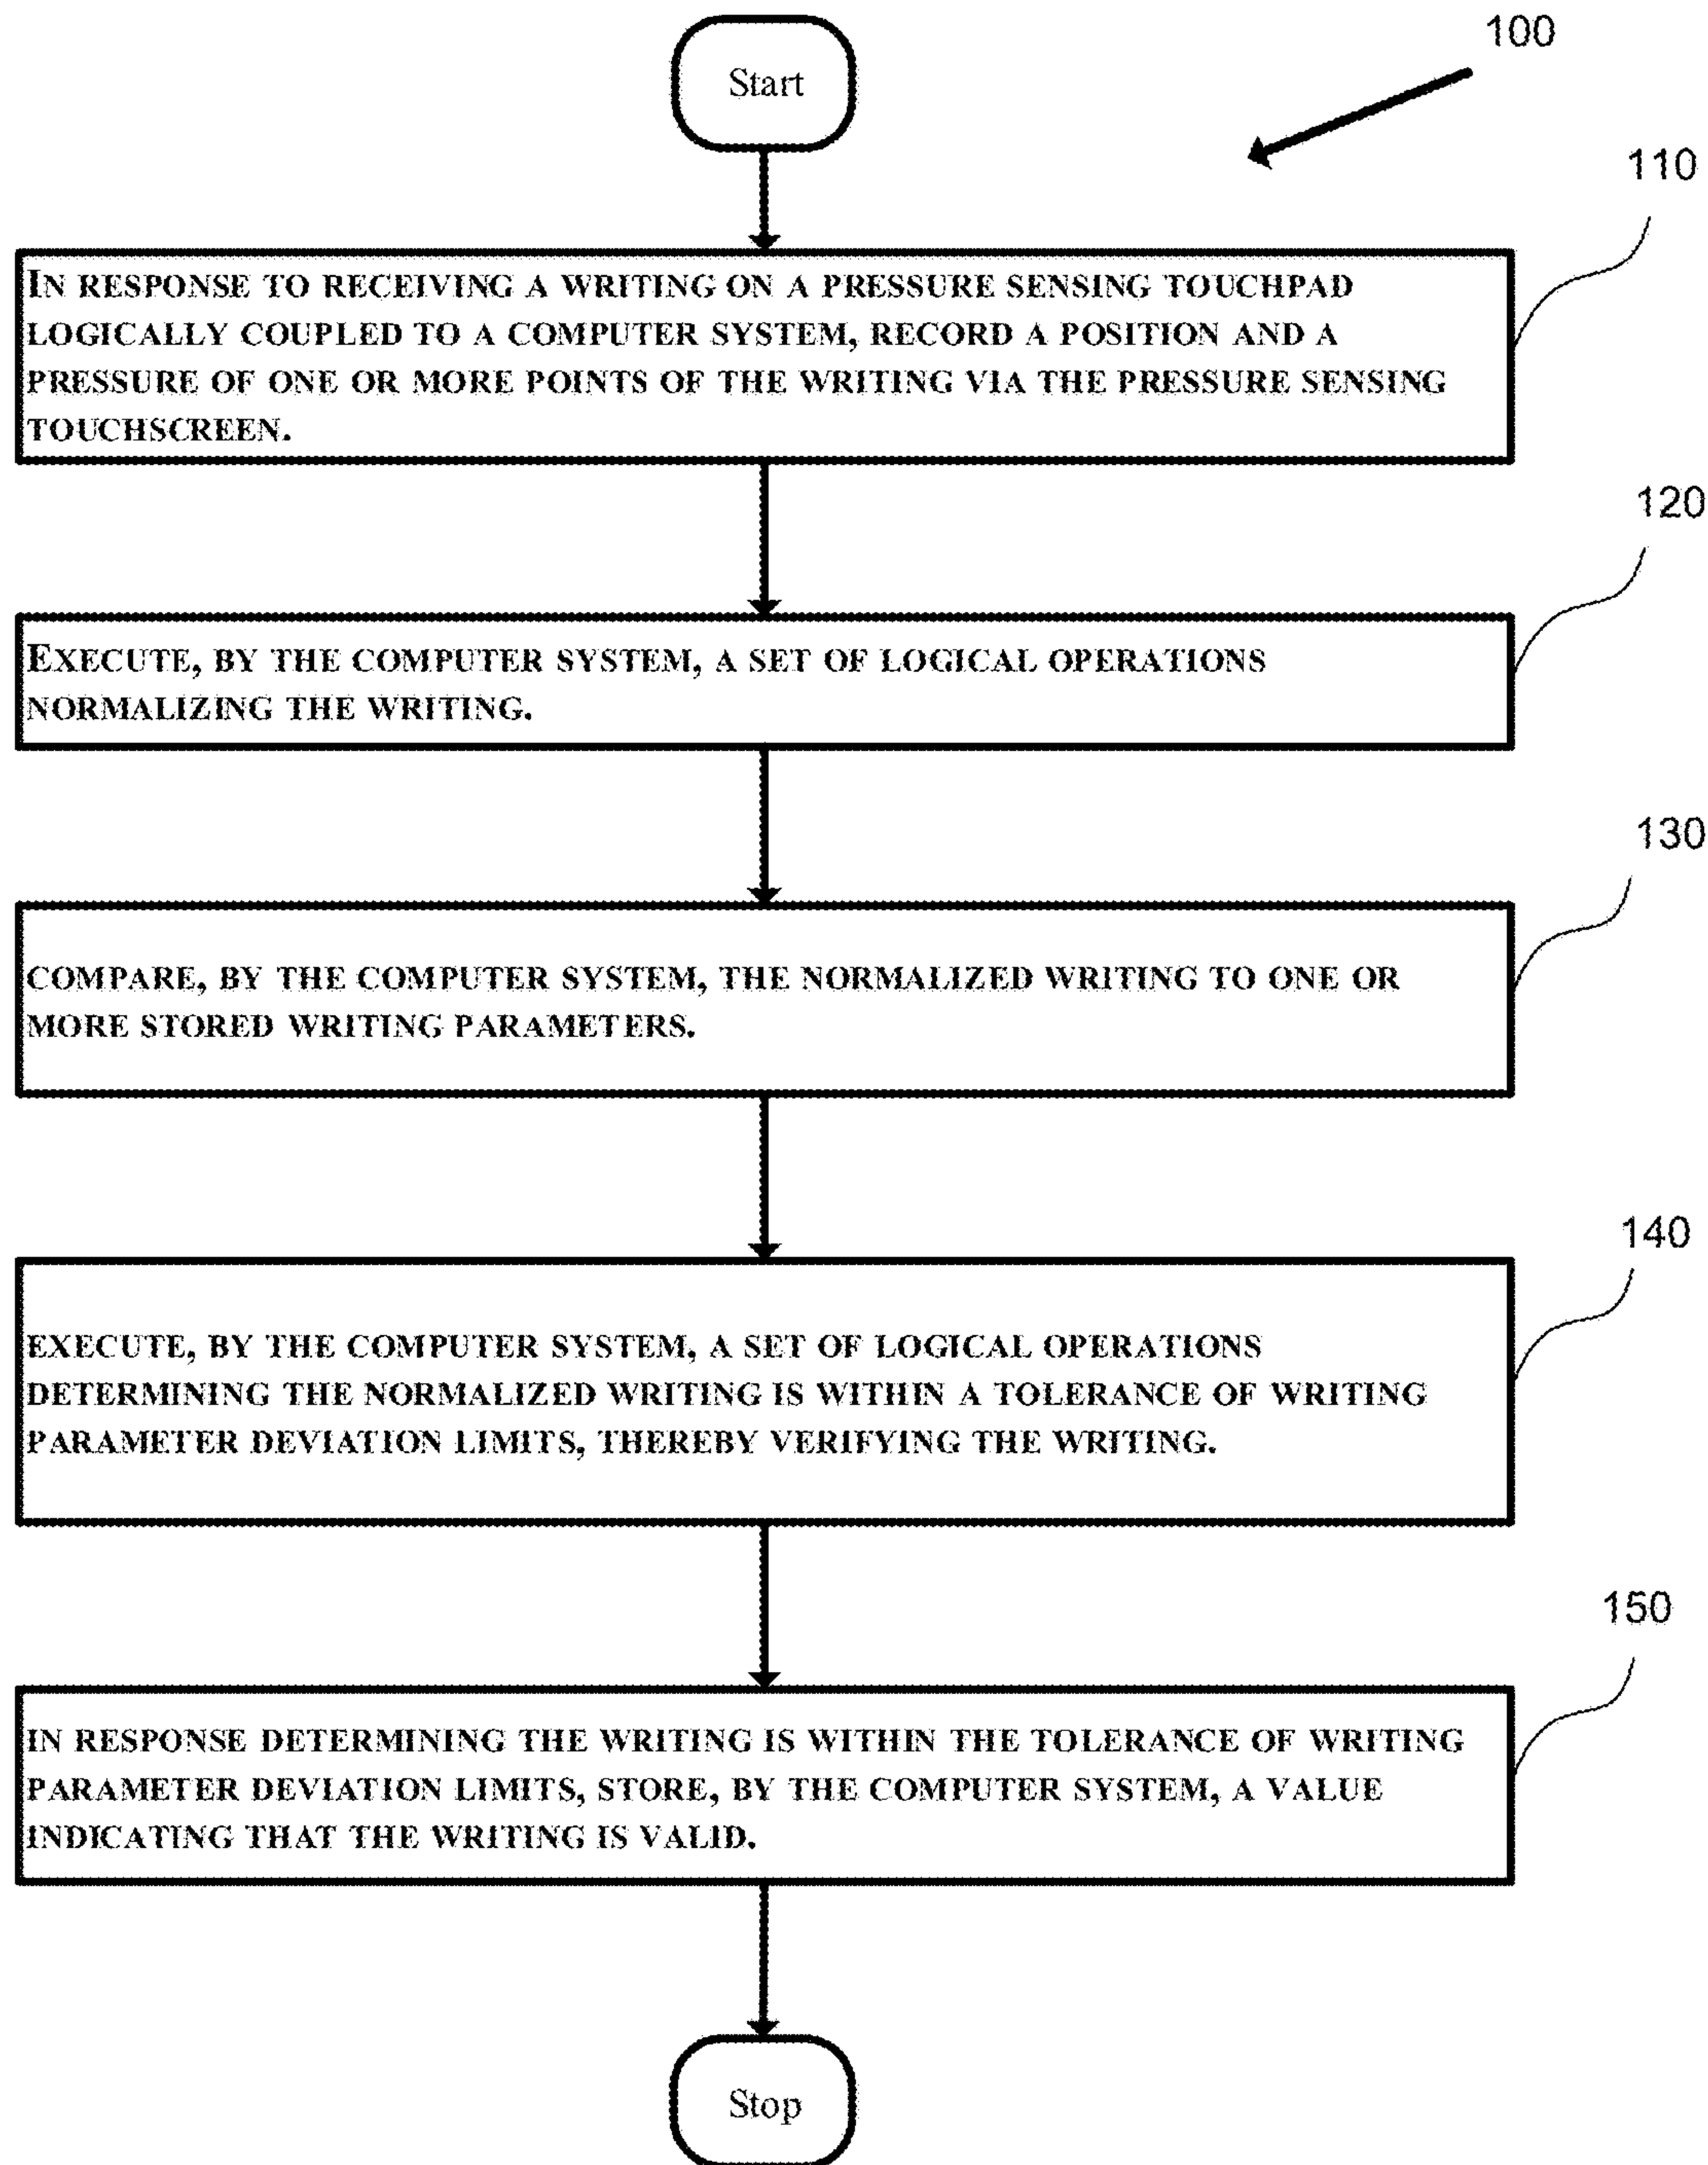 100
Start
110
IN RESPONSE TO RECEIVING A WRITING ON A PRESSURE SENSING TOUCHPAD
LOGICALLY COUPLED TO A COMPUTER SYSTEM, RECORD A POSITION AND A
PRESSURE OF ONE OR MORE POINTS OF THE WRITING VIA THE PRESSURE SENSING
TOUCHSCREEN.
120
EXECUTE, BY THE COMPUTER SYSTEM, A SET OF LOGICAL OPERATIONS
NORMALIZING THE WRITING.
130
COMPARE, BY THE COMPUTER SYSTEM, THE NORMALIZED WRITING TO ONE OR
MORE STORED WRITING PARAMETERS.
140
EXECUTE, BY THE COMPUTER SYSTEM, A SET OF LOGICAL OPERATIONS
DETERMINING THE NORMALIZED WRITING IS WITHIN A TOLERANCE OF WRITING
PARAMETER DEVIATION LIMITS, THEREBY VERIFYING THE WRITING.
150
IN RESPONSE DETERMINING THE WRITING IS WITHIN THE TOLERANCE OF WRITING
PARAMETER DEVIATION LIMITS, STORE, BY THE COMPUTER SYSTEM, A VALUE
INDICATING THAT THE WRITING IS VALID.
Stop